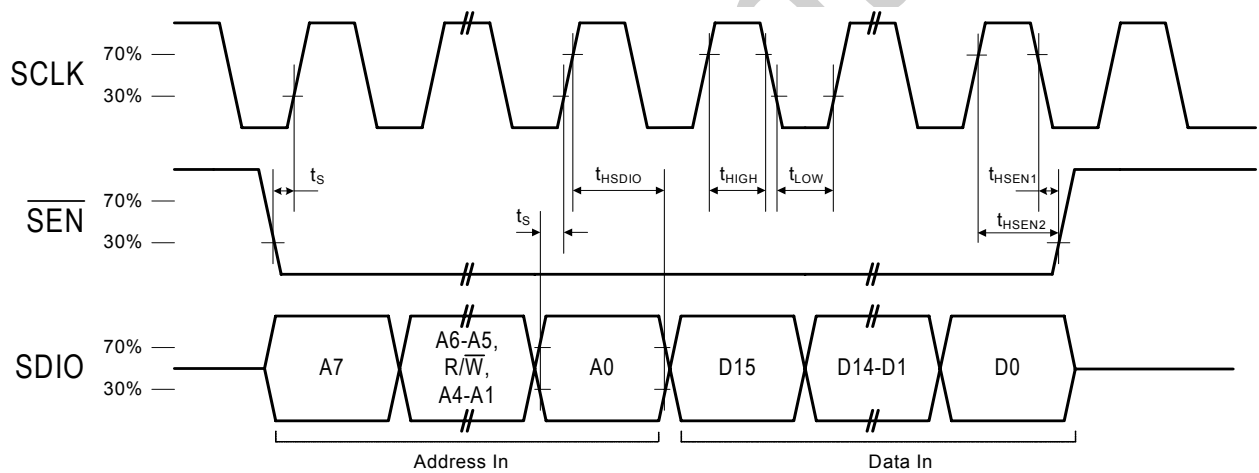 SCLK
70%
30%
tS
tHSDIO
tHIGH
tLOW
tHSEN1
tHSEN2
tS
SEN
70%
30%
SDIO
70%
30%
A7
A6-A5,
R/W,
A4-A1
A0
D15
D14-D1
D0
Address In
Data In